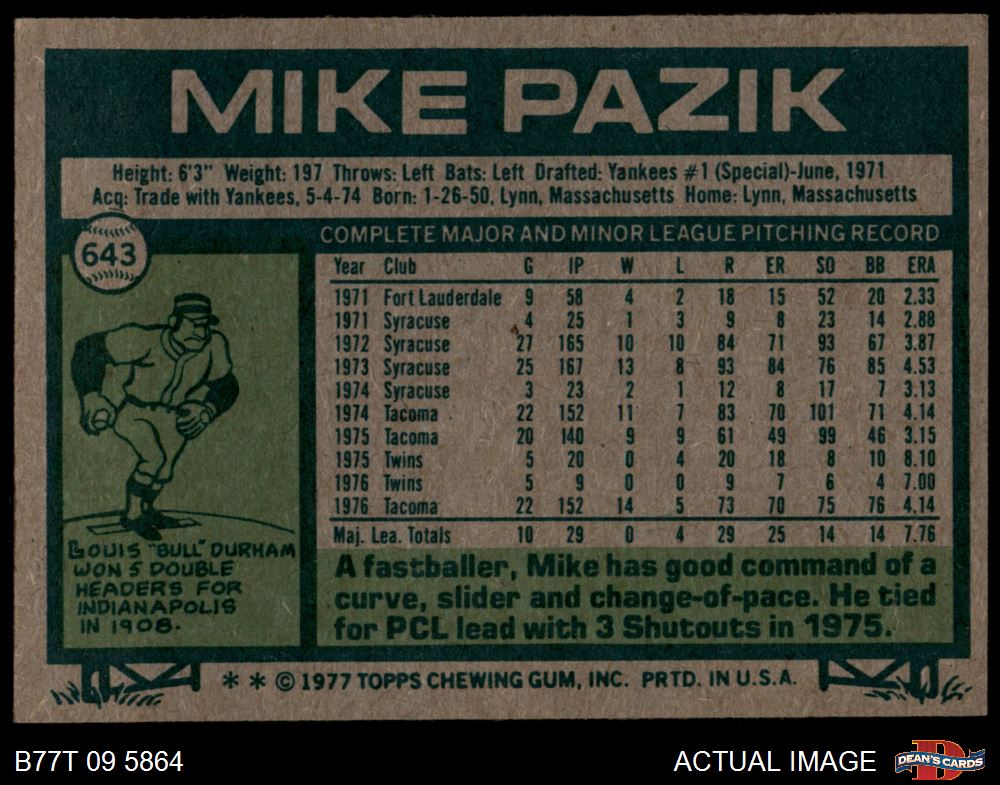 MIKE PAZIK
Height: 6'3" Weight: 197 Throws: Left Bats: Left Drafted: Yankees #1 (Special)-June, 1971
Acq: Trade with Yankees, 5-4-74 Born: 1-26-50, Lynn, Massachusetts Home: Lynn, Massachusetts
643
COMPLETE MAJOR AND MINOR LEAGUE PITCHING RECORD
Year Club G IP W L R ER SO BB ERA
1971 Fort Lauderdale 9 58 4 2 18 15 52 20 2.33
1971 Syracuse 4 25 1 3 9 8 23 14 2.88
1972 Syracuse 27 165 10 10 84 71 93 67 3.87
1973 Syracuse 25 167 13 8 93 84 76 85 4.53
1974 Syracuse 3 23 2 1 12 8 17 7 3.13
1974 Tacoma 22 152 11 7 83 70 101 71 4.14
1975 Tacoma 20 140 9 9 61 49 99 46 3.15
1975 Twins 5 20 0 4 20 18 8 10 8.10
1976 Twins 5 9 0 0 9 7 6 4 7.00
1976 Tacoma 22 152 14 5 73 70 75 76 4.14
Maj. Lea. Totals 10 29 0 4 29 25 14 14 7.76
LOUIS "BULL" DURHAM
WON 5 DOUBLE
HEADERS FOR
INDIANAPOLIS
IN 1908.
A fastballer, Mike has good command of a
curve, slider and change-of-pace. He tied
for PCL lead with 3 Shutouts in 1975.
* * © 1977 TOPPS CHEWING GUM, INC. PRTD. IN U.S.A.
B77T 09 5864
ACTUAL IMAGE
DEAN'S CARDS